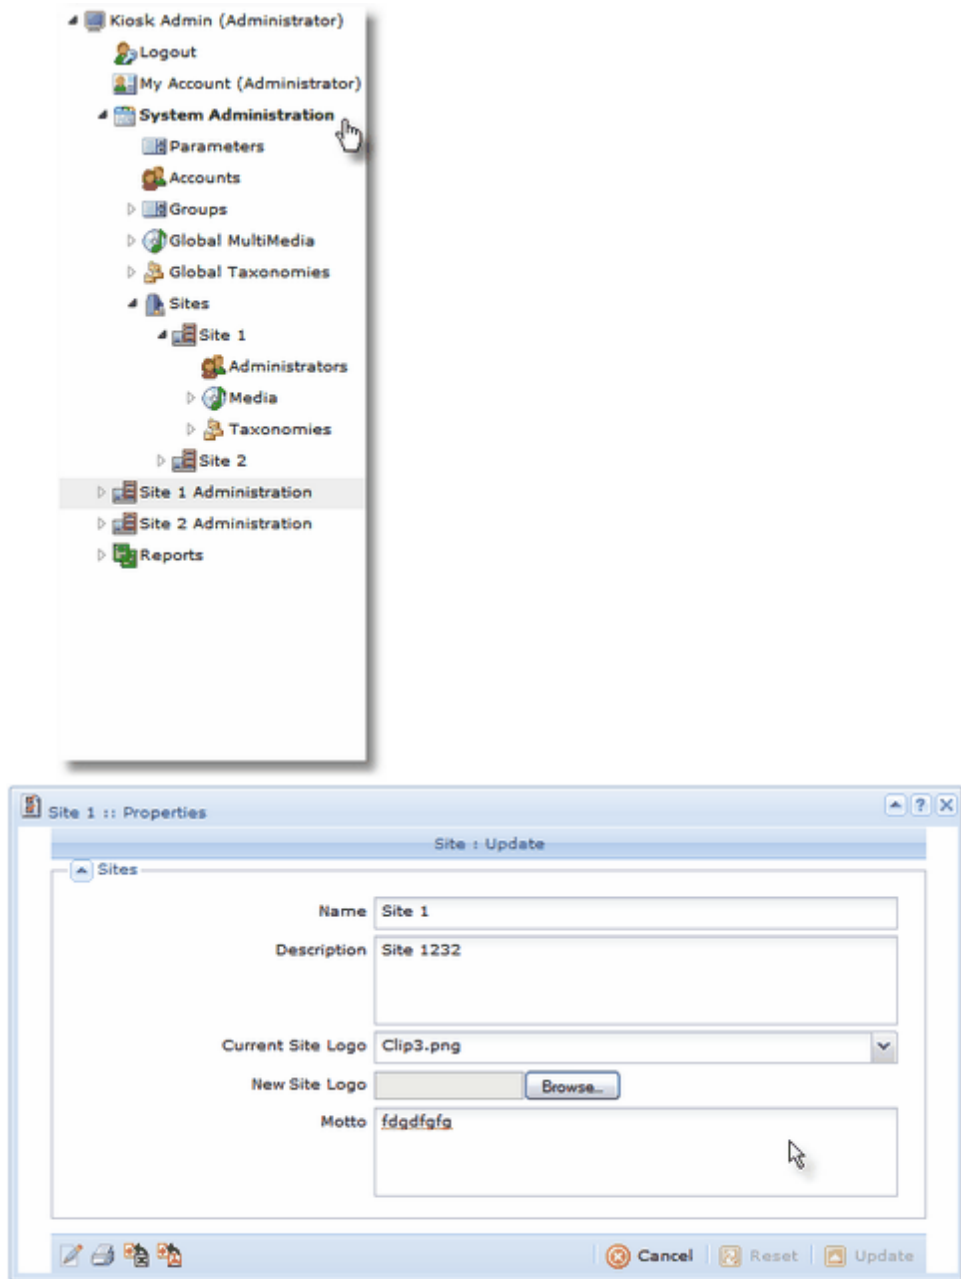 Kiosk Admin (Administrator)
Logout
My Account (Administrator)
System Administration
Parameters
Accounts
Groups
Global MultiMedia
Global Taxonomies
Sites
Site 1
Administrators
Media
Taxonomies
Site 2
Site 1 Administration
Site 2 Administration
Reports
Site 1 :: Properties
Site : Update
Sites
Name Site 1
Description Site 1232
Current Site Logo Clip3.png
New Site Logo Browse...
Motto fdgdfgfg
Cancel Reset Update